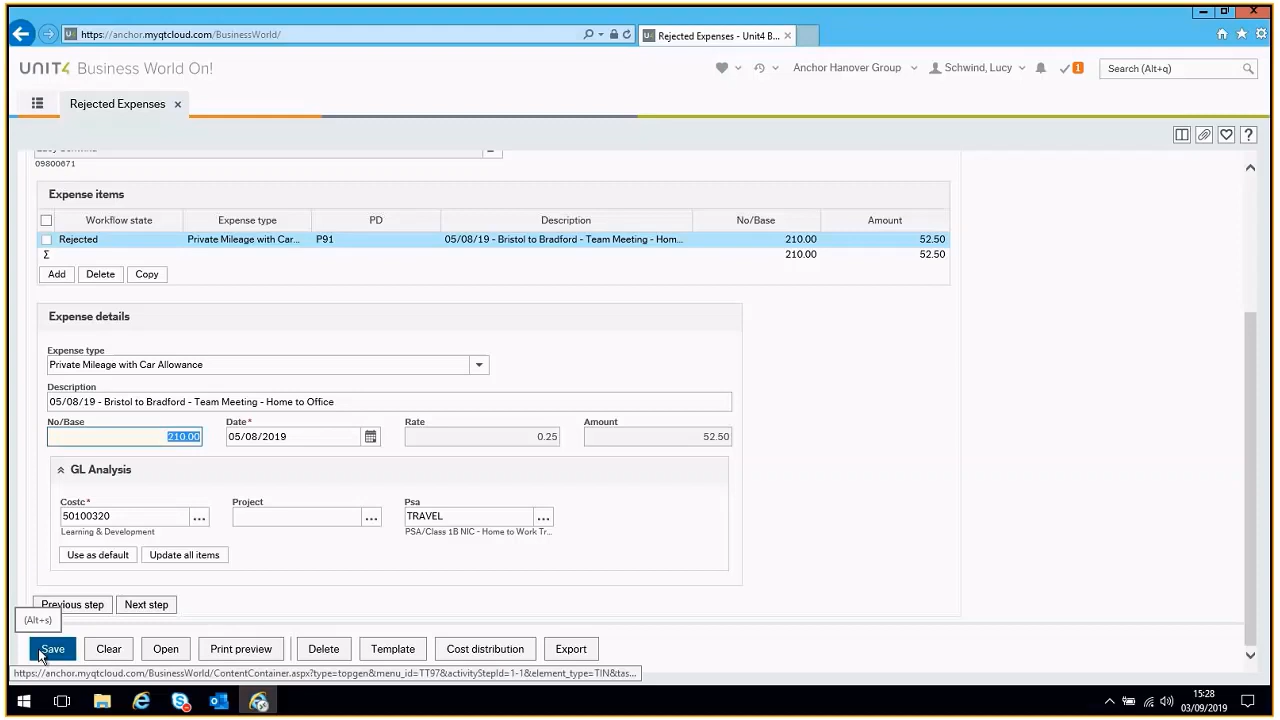 https://anchor.myqtcloud.com/BusinessWorld/
Rejected Expenses - Unit4 B...
UNIT4 Business World On!
Anchor Hanover Group
Schwind, Lucy
1
Search (Alt+q)
Rejected Expenses
09800671
Expense items
Workflow state Expense type PD Description No/Base Amount
Rejected Private Mileage with Car... P91 05/08/19 - Bristol to Bradford - Team Meeting - Hom... 210.00 52.50
Σ 210.00 52.50
Add Delete Copy
Expense details
Expense type
Private Mileage with Car Allowance
Description
05/08/19 - Bristol to Bradford - Team Meeting - Home to Office
No/Base Date* Rate Amount
210.00 05/08/2019 0.25 52.50
GL Analysis
Costc* Project Psa
50100320 ... ... TRAVEL ...
Learning & Development PSA/Class 1B NIC - Home to Work Tr...
Use as default Update all items
Previous step Next step
(Alt+s)
Save Clear Open Print preview Delete Template Cost distribution Export
https://anchor.myqtcloud.com/BusinessWorld/ContentContainer.aspx?type=topgen&menu_id=TT97&activityStepId=1-1&element_type=TIN&tas...
15:28
03/09/2019